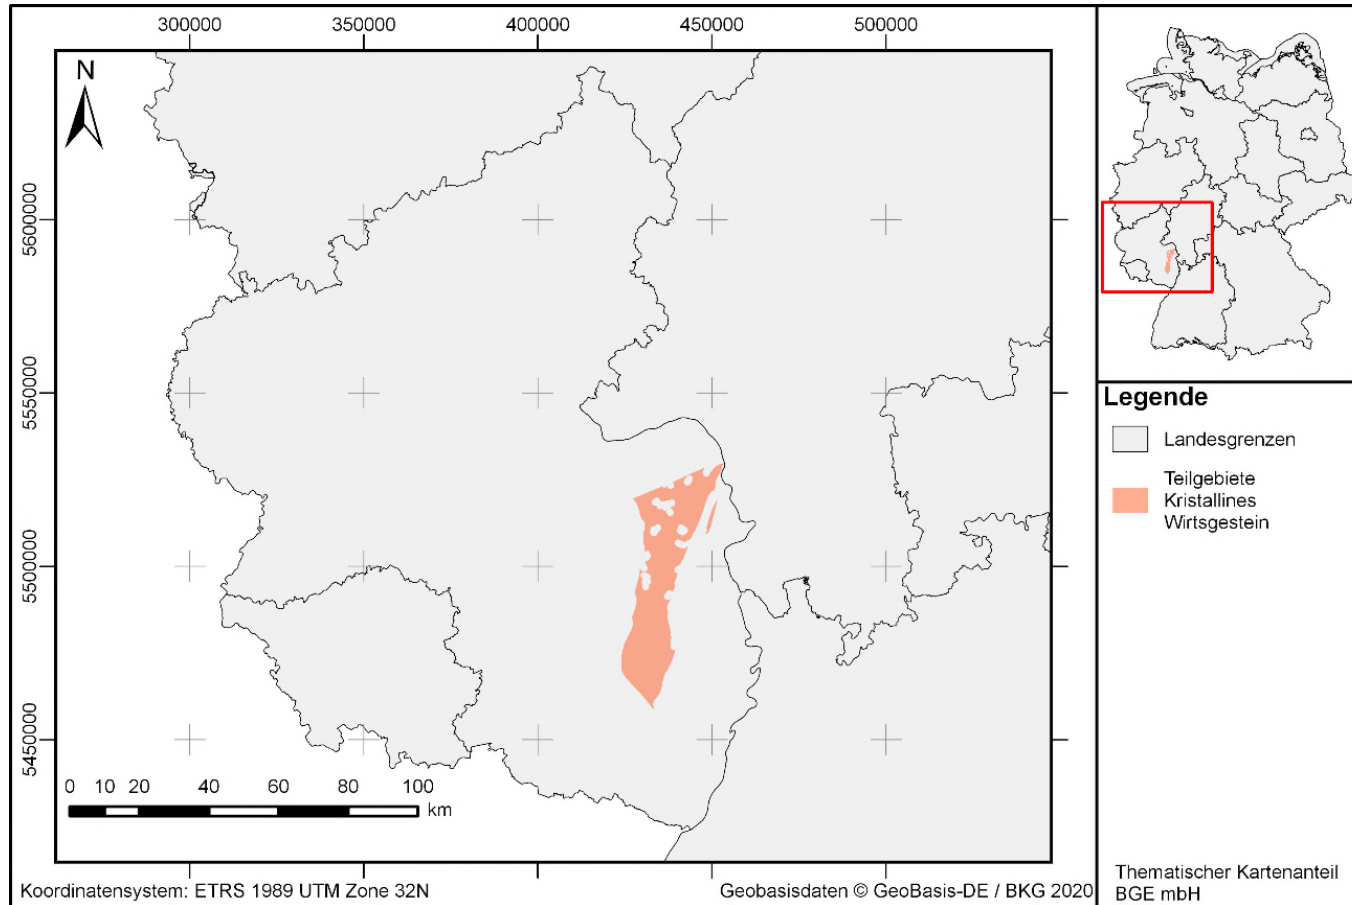 300000 350000 400000 450000 500000
N
5600000
5550000
5500000
5450000
0 10 20 40 60 80 100
km
Koordinatensystem: ETRS 1989 UTM Zone 32N
Geobasisdaten © GeoBasis-DE / BKG 2020
Legende
Landesgrenzen
Teilgebiete
Kristallines
Wirtsgestein
Thematischer Kartenanteil
BGE mbH